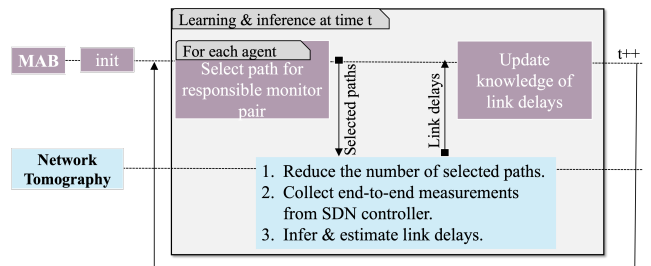 Learning & inference at time t
For each agent
MAB
init
Select path for
responsible monitor
pair
Selected paths
Link delays
Update
knowledge of
link delays
t++
Network
Tomography
1. Reduce the number of selected paths.
2. Collect end-to-end measurements
from SDN controller.
3. Infer & estimate link delays.